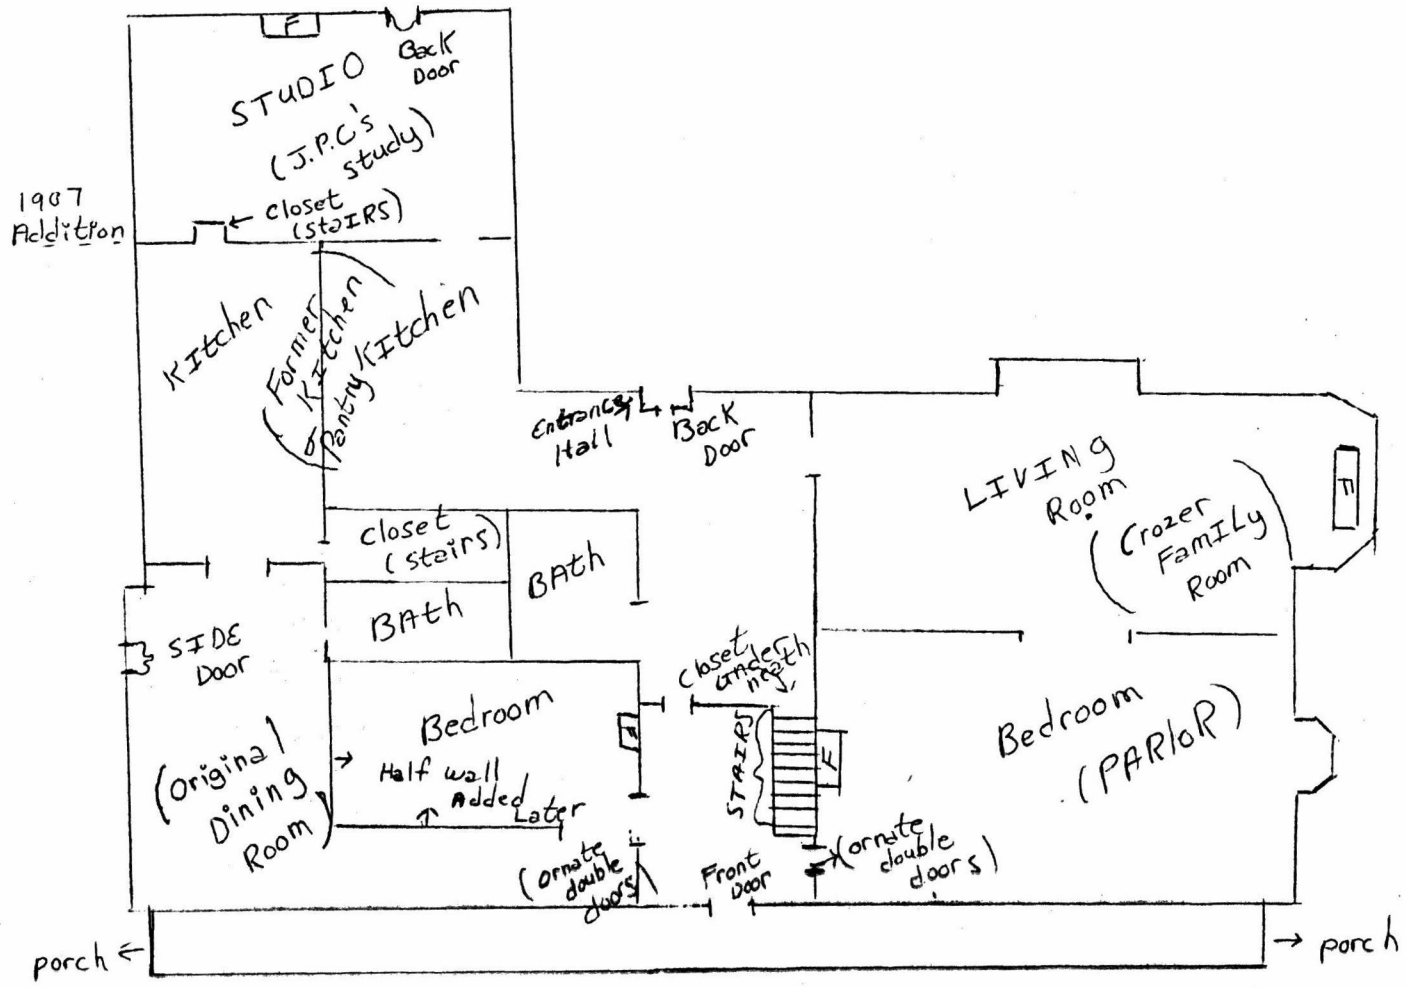 F
Back
Door
STUDIO
(J.P.C's
study)
1907
Addition
← closet
(stairs)
Kitchen
(Former
Kitchen
&
Pantry
Kitchen
Entrance
Hall
Back
Door
LIVING
Room
(Crozer
FamILy
Room
F
closet
(stairs)
BAth
BAth
SIDE
Door
closet
under
neath
Bedroom
F
Half wall
Added
Later
(Original
Dining
Room)
STAIRS
F
Bedroom
(PARloR)
(ornate
double
doors)
Front
Door
(ornate
double
doors)
porch ←
→ porch